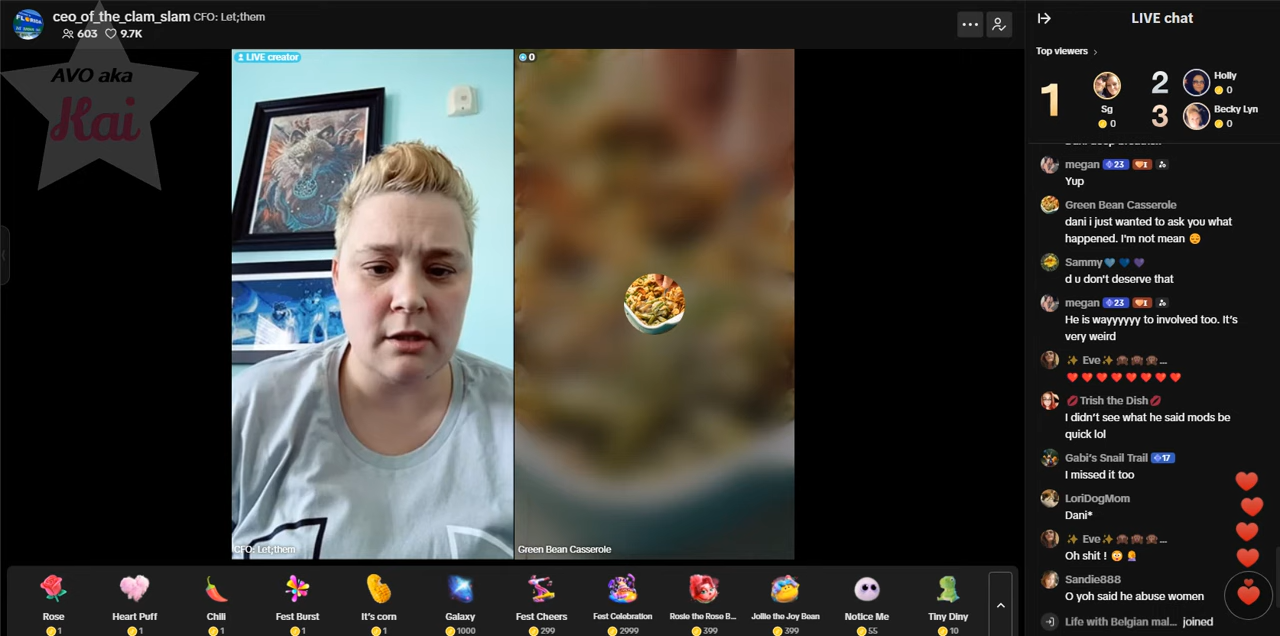 ceo_of_the_clam_slam CFO: Let;them
603 9.7K
AVO aka
Kai
LIVE creator
0
CFO: Let;them
Green Bean Casserole
Rose
1
Heart Puff
1
Chili
1
Fest Burst
1
It's corn
1
Galaxy
1000
Fest Cheers
299
Fest Celebration
2999
Rosie the Rose B...
399
Jollie the Joy Bean
399
Notice Me
55
Tiny Diny
10
LIVE chat
Top viewers
1
Sg
0
2
Holly
0
3
Becky Lyn
0
megan 23 I
Yup
Green Bean Casserole
dani i just wanted to ask you what
happened. I'm not mean 😔
Sammy🩵💙💜
d u don't deserve that
megan 23 I
He is wayyyyyy to involved too. It's
very weird
✨ Eve✨🙈🙈🙈...
❤️❤️❤️❤️❤️❤️❤️❤️
💋Trish the Dish💋
I didn't see what he said mods be
quick lol
Gabi's Snail Trail 17
I missed it too
LoriDogMom
Dani*
✨ Eve✨🙈🙈🙈...
Oh shit ! 😳
Sandie888
O yoh said he abuse women
Life with Belgian mal... joined